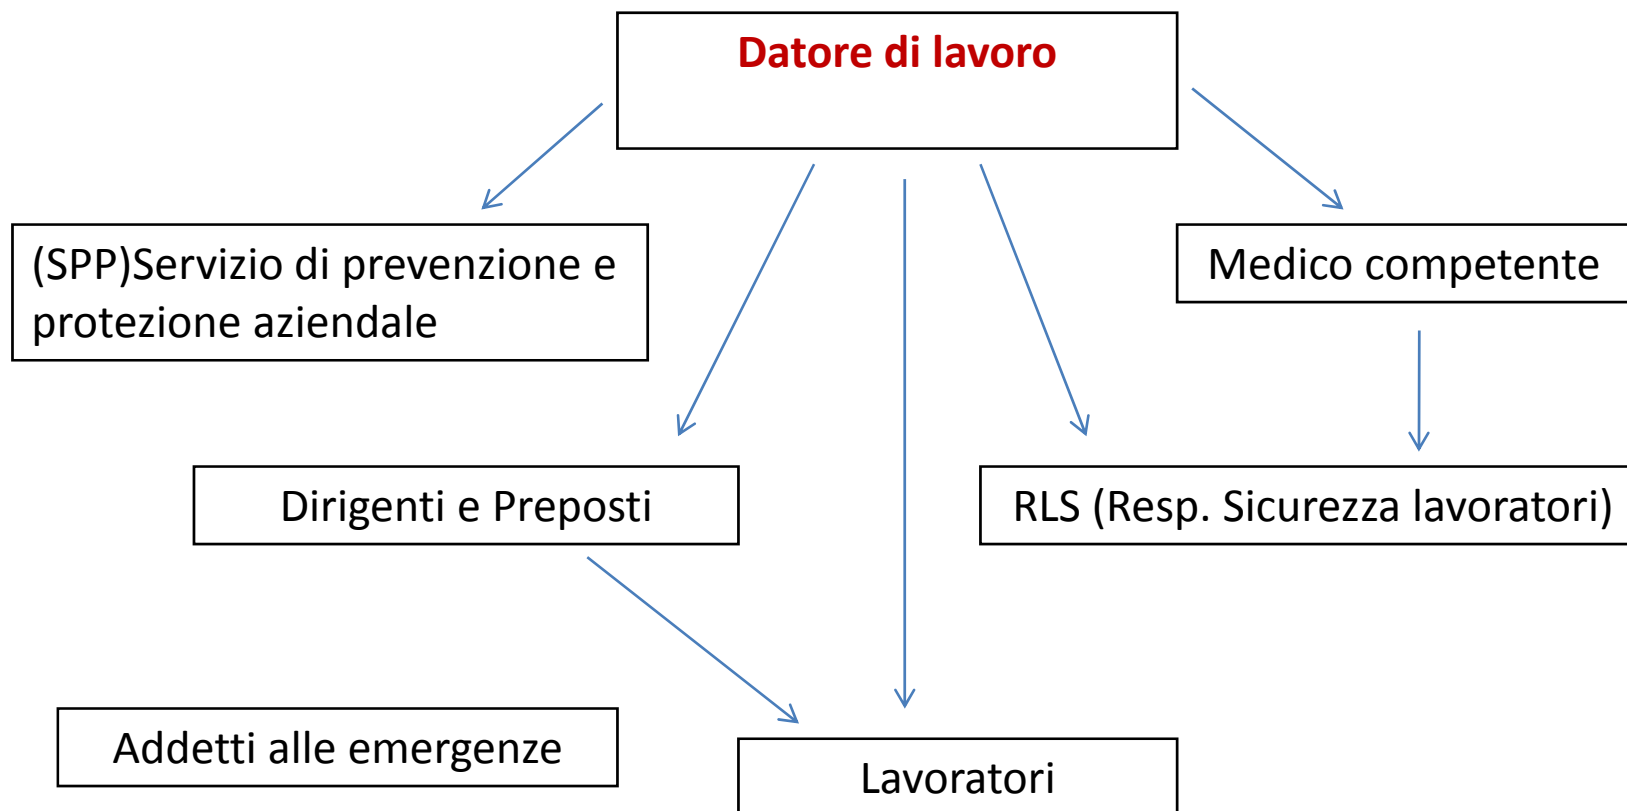 Datore di lavoro
(SPP)Servizio di prevenzione e
protezione aziendale
Medico competente
Dirigenti e Preposti
RLS (Resp. Sicurezza lavoratori)
Addetti alle emergenze
Lavoratori